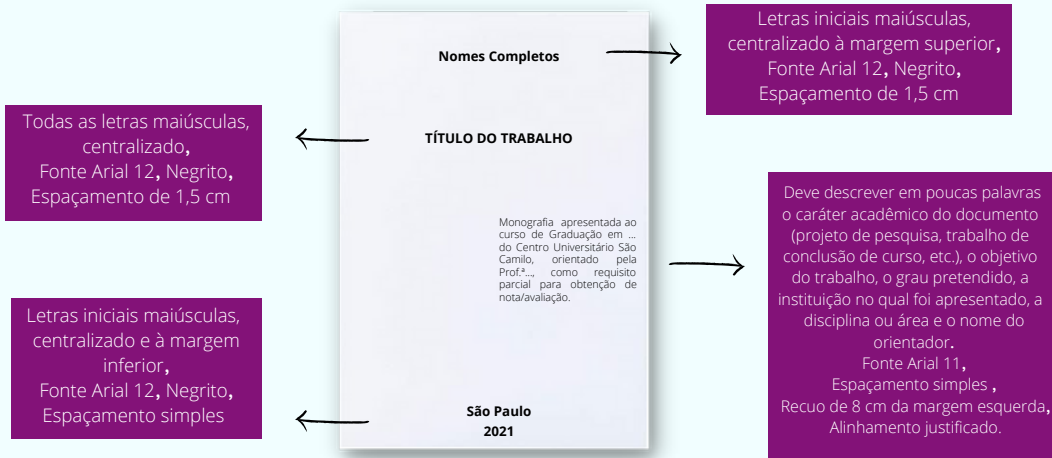 Nomes Completos
Letras iniciais maiúsculas,
centralizado à margem superior,
Fonte Arial 12, Negrito,
Espaçamento de 1,5 cm
Todas as letras maiúsculas,
centralizado,
Fonte Arial 12, Negrito,
Espaçamento de 1,5 cm
TÍTULO DO TRABALHO
Monografia apresentada ao
curso de Graduação em ...
do Centro Universitário São
Camilo, orientado pela
Prof.ª..., como requisito
parcial para obtenção de
nota/avaliação.
Deve descrever em poucas palavras
o caráter acadêmico do documento
(projeto de pesquisa, trabalho de
conclusão de curso, etc.), o objetivo
do trabalho, o grau pretendido, a
instituição no qual foi apresentado, a
disciplina ou área e o nome do
orientador.
Fonte Arial 11,
Espaçamento simples ,
Recuo de 8 cm da margem esquerda,
Alinhamento justificado.
Letras iniciais maiúsculas,
centralizado e à margem
inferior,
Fonte Arial 12, Negrito,
Espaçamento simples
São Paulo
2021